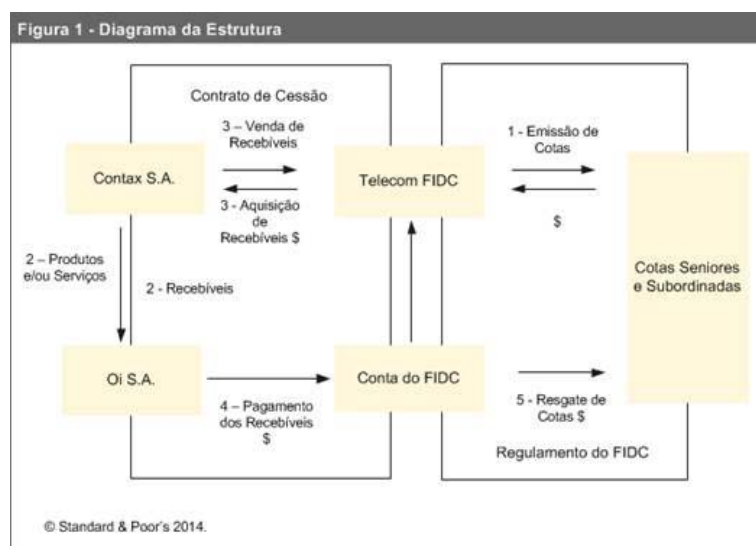 Figura 1 - Diagrama da Estrutura
Contrato de Cessão
3 – Venda de
Recebíveis
1 - Emissão de
Cotas
Contax S.A.
Telecom FIDC
3 - Aquisição
de
Recebíveis $
$
2 – Produtos
e/ou Serviços
2 - Recebíveis
Cotas Seniores
e Subordinadas
Oi S.A.
Conta do FIDC
4 – Pagamento
dos Recebíveis
$
5 - Resgate de
Cotas $
Regulamento do FIDC
© Standard & Poor´s 2014.